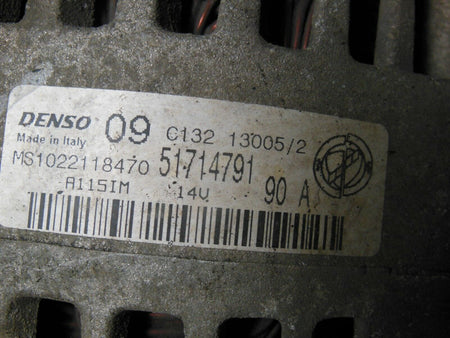 DENSO 09 C132 13005/2
Made in Italy
MS1022118470 51714791
A115IM 14V 90 A